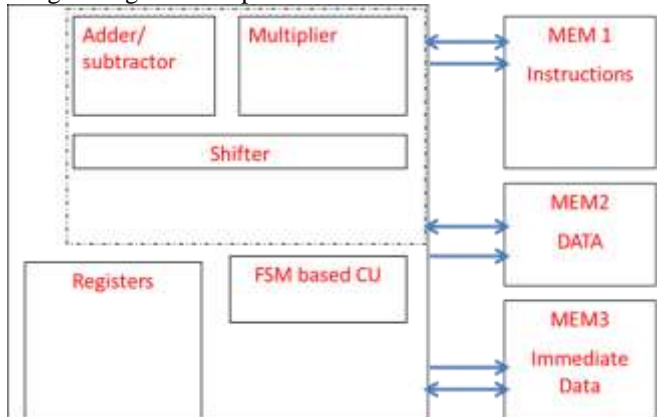 Adder/
subtractor
Multiplier
Shifter
Registers
FSM based CU
MEM 1
Instructions
MEM2
DATA
MEM3
Immediate
Data